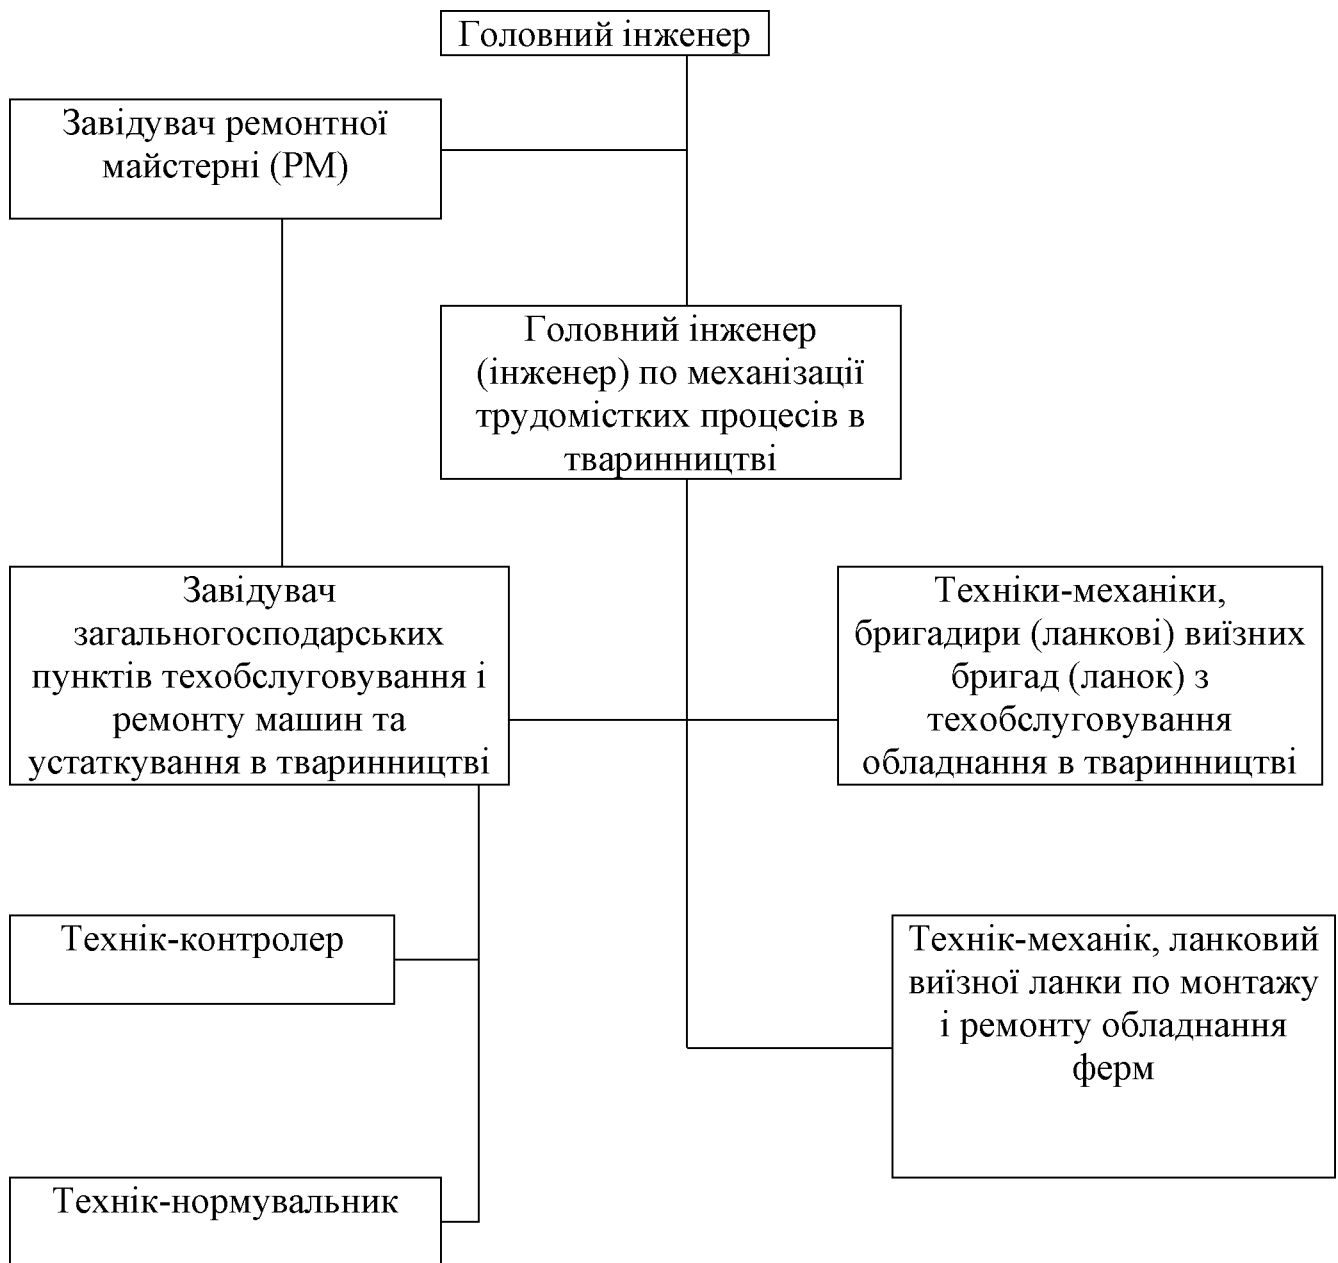 Головний інженер
Завідувач ремонтної
майстерні (РМ)
Головний інженер
(інженер) по механізації
трудомістких процесів в
тваринництві
Завідувач
загальногосподарських
пунктів техобслуговування і
ремонту машин та
устаткування в тваринництві
Техніки-механіки,
бригадири (ланкові) виїзних
бригад (ланок) з
техобслуговування
обладнання в тваринництві
Технік-контролер
Технік-механік, ланковий
виїзної ланки по монтажу
і ремонту обладнання
ферм
Технік-нормувальник